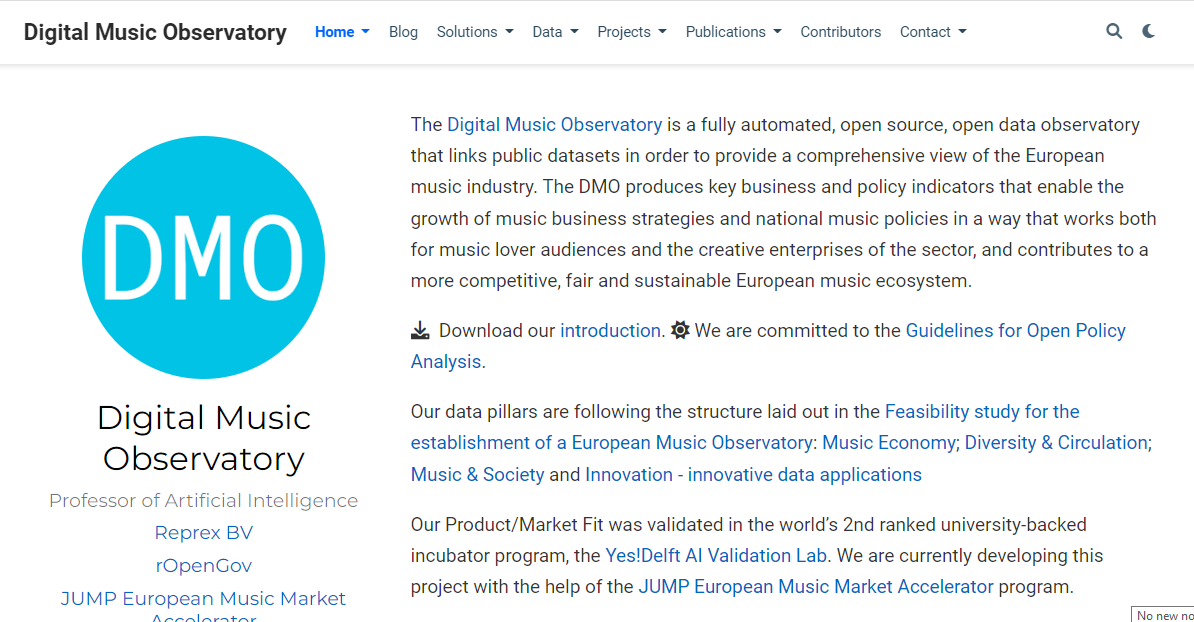 Digital Music Observatory Home Blog Solutions Data Projects Publications Contributors Contact
DMO
Digital Music
Observatory
Professor of Artificial Intelligence
Reprex BV
rOpenGov
JUMP European Music Market
Accelerator
The Digital Music Observatory is a fully automated, open source, open data observatory
that links public datasets in order to provide a comprehensive view of the European
music industry. The DMO produces key business and policy indicators that enable the
growth of music business strategies and national music policies in a way that works both
for music lover audiences and the creative enterprises of the sector, and contributes to a
more competitive, fair and sustainable European music ecosystem.
Download our introduction. We are committed to the Guidelines for Open Policy
Analysis.
Our data pillars are following the structure laid out in the Feasibility study for the
establishment of a European Music Observatory: Music Economy; Diversity & Circulation;
Music & Society and Innovation - innovative data applications
Our Product/Market Fit was validated in the world's 2nd ranked university-backed
incubator program, the Yes!Delft AI Validation Lab. We are currently developing this
project with the help of the JUMP European Music Market Accelerator program.
No new no